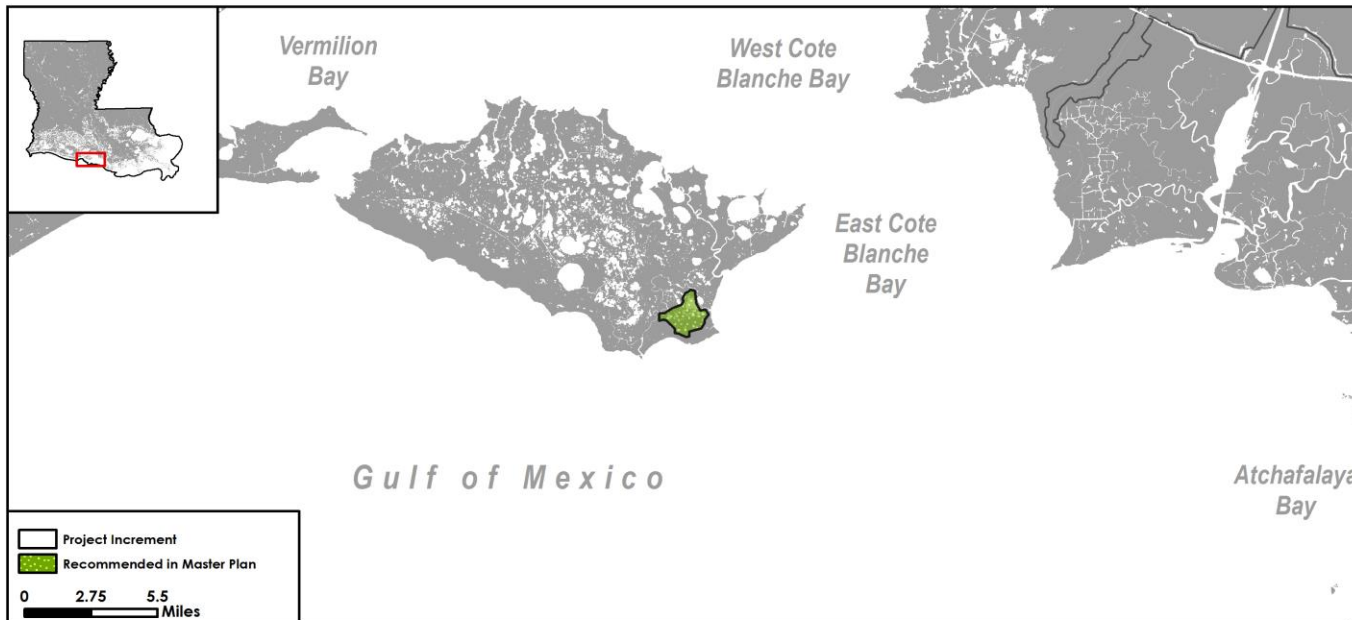 Vermilion
Bay
West Cote
Blanche Bay
East Cote
Blanche
Bay
Gulf of Mexico
Atchafalaya
Bay
Project Increment
Recommended in Master Plan
0 2.75 5.5
Miles